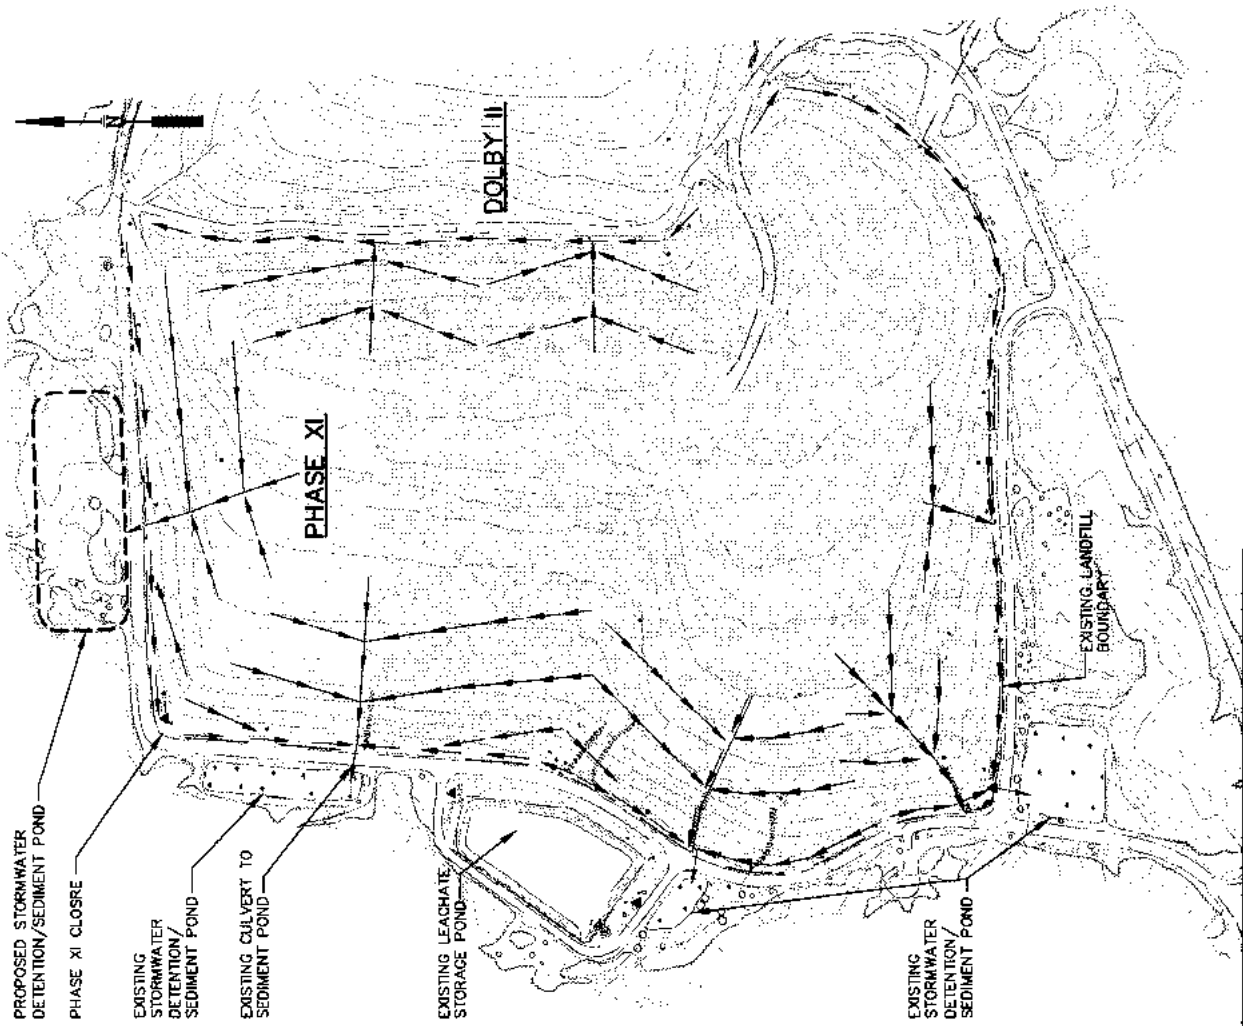 PROPOSED STORMWATER
DETENTION/SEDIMENT POND
PHASE XI CLOSRE
EXISTING
STORMWATER
DETENTION/
SEDIMENT POND
EXISTING CULVERT TO
SEDIMENT POND
EXISTING LEACHATE
STORAGE POND
EXISTING
STORMWATER
DETENTION/
SEDIMENT POND
N
DOLBY II
PHASE XI
EXISTING LANDFILL
BOUNDARY